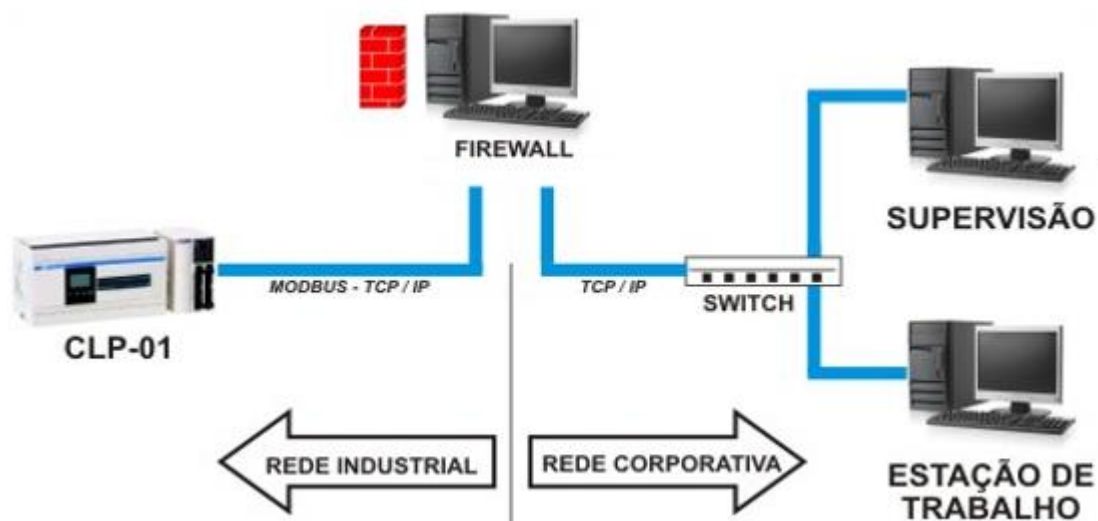 FIREWALL
SUPERVISÃO
MODBUS - TCP / IP
TCP / IP
SWITCH
CLP-01
REDE INDUSTRIAL
REDE CORPORATIVA
ESTAÇÃO DE
TRABALHO